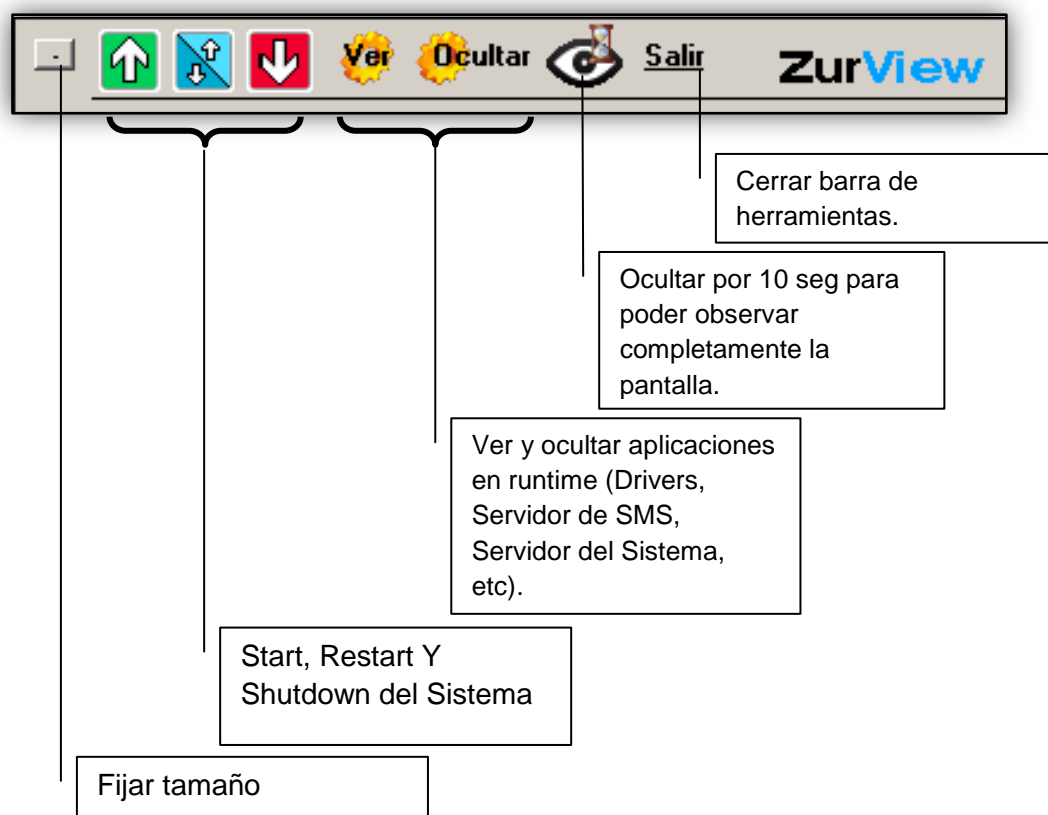 - Ver Ocultar Salir ZurView
Cerrar barra de
herramientas.
Ocultar por 10 seg para
poder observar
completamente la
pantalla.
Ver y ocultar aplicaciones
en runtime (Drivers,
Servidor de SMS,
Servidor del Sistema,
etc).
Start, Restart Y
Shutdown del Sistema
Fijar tamaño